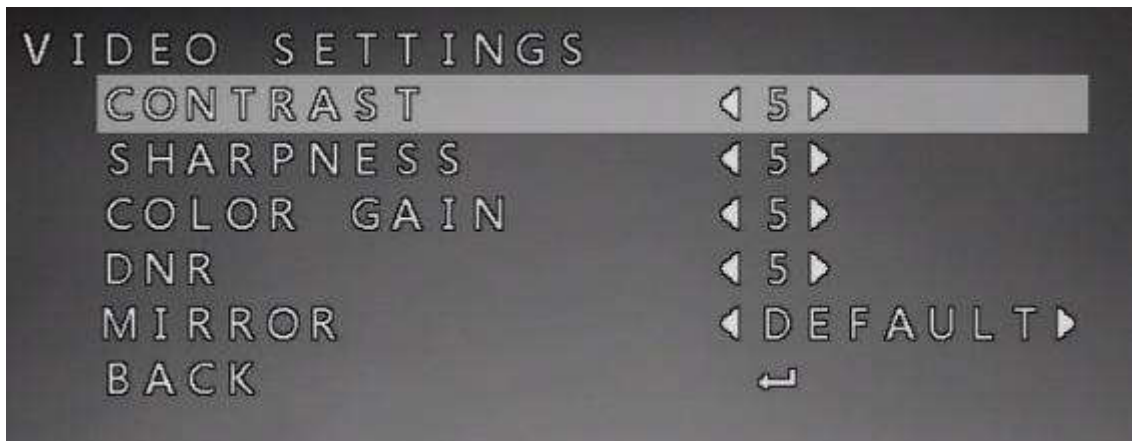 VIDEO SETTINGS
CONTRAST 5
SHARPNESS 5
COLOR GAIN 5
DNR 5
MIRROR DEFAULT
BACK